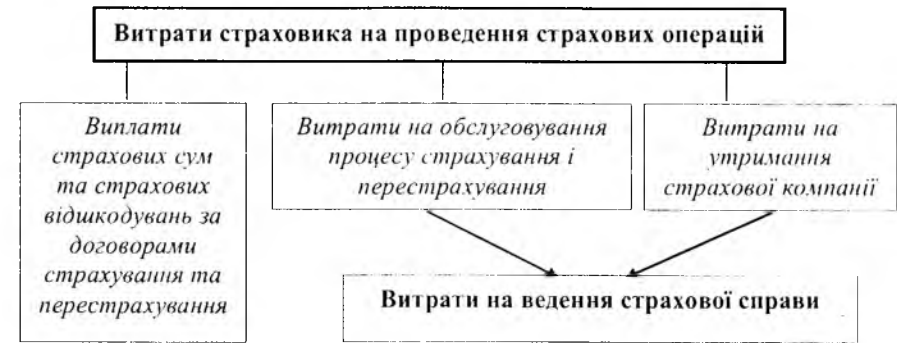 Витрати страховика на проведення страхових операцій
Виплати
страхових сум
та страхових
відшкодувань за
договорами
страхування та
перестрахування
Витрати на обслуговування
процесу страхування і
перестрахування
Витрати на
утримання
страхової компанії
Витрати на ведення страхової справи